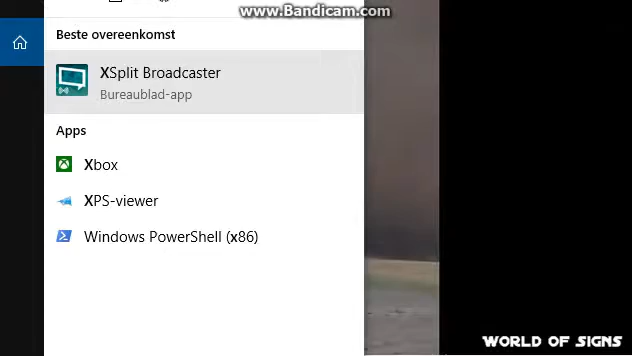 www.Bandicam.com
Beste overeenkomst
XSplit Broadcaster
Bureaublad-app
Apps
Xbox
XPS-viewer
Windows PowerShell (x86)
WORLD OF SIGNS